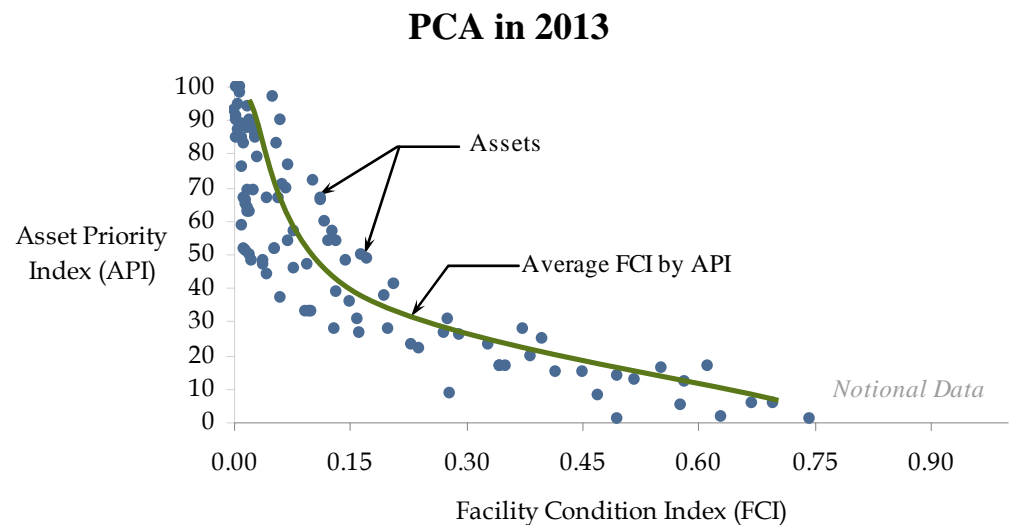 PCA in 2013
100
90
80
70
60
50
40
30
20
10
0
Asset Priority
Index (API)
Assets
Average FCI by API
Notional Data
0.00 0.15 0.30 0.45 0.60 0.75 0.90
Facility Condition Index (FCI)